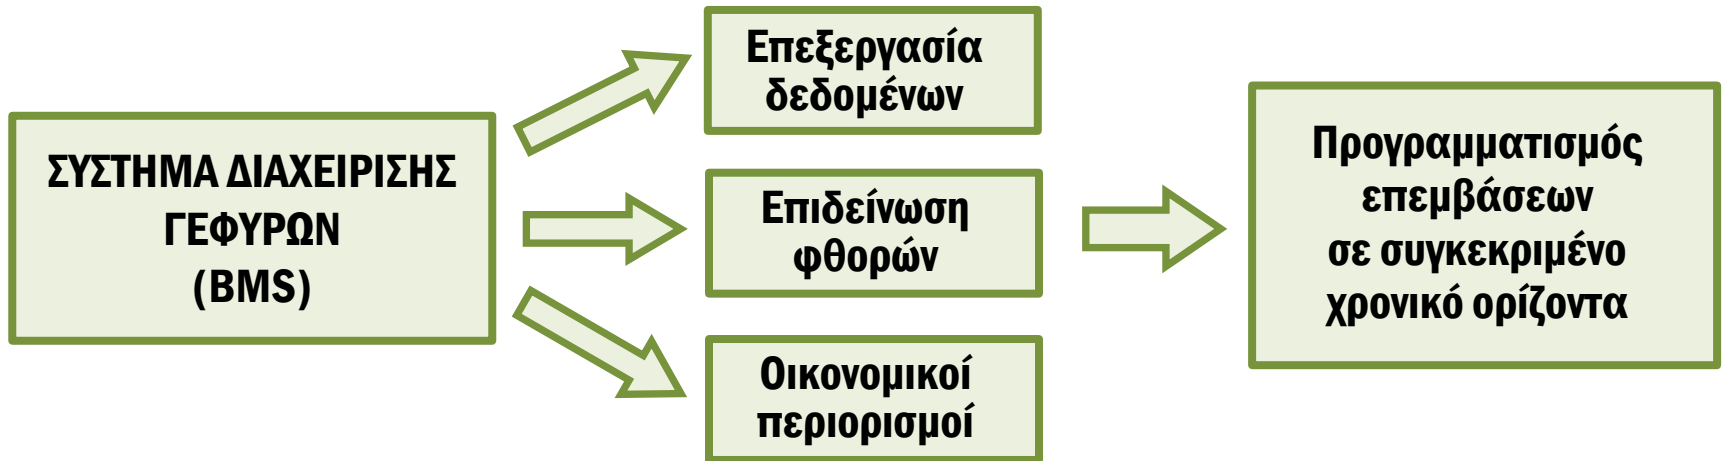 ΣΥΣΤΗΜΑ ΔΙΑΧΕΙΡΙΣΗΣ
ΓΕΦΥΡΩΝ
(BMS)
Επεξεργασία
δεδομένων
Επιδείνωση
φθορών
Οικονομικοί
περιορισμοί
Προγραμματισμός
επεμβάσεων
σε συγκεκριμένο
χρονικό ορίζοντα